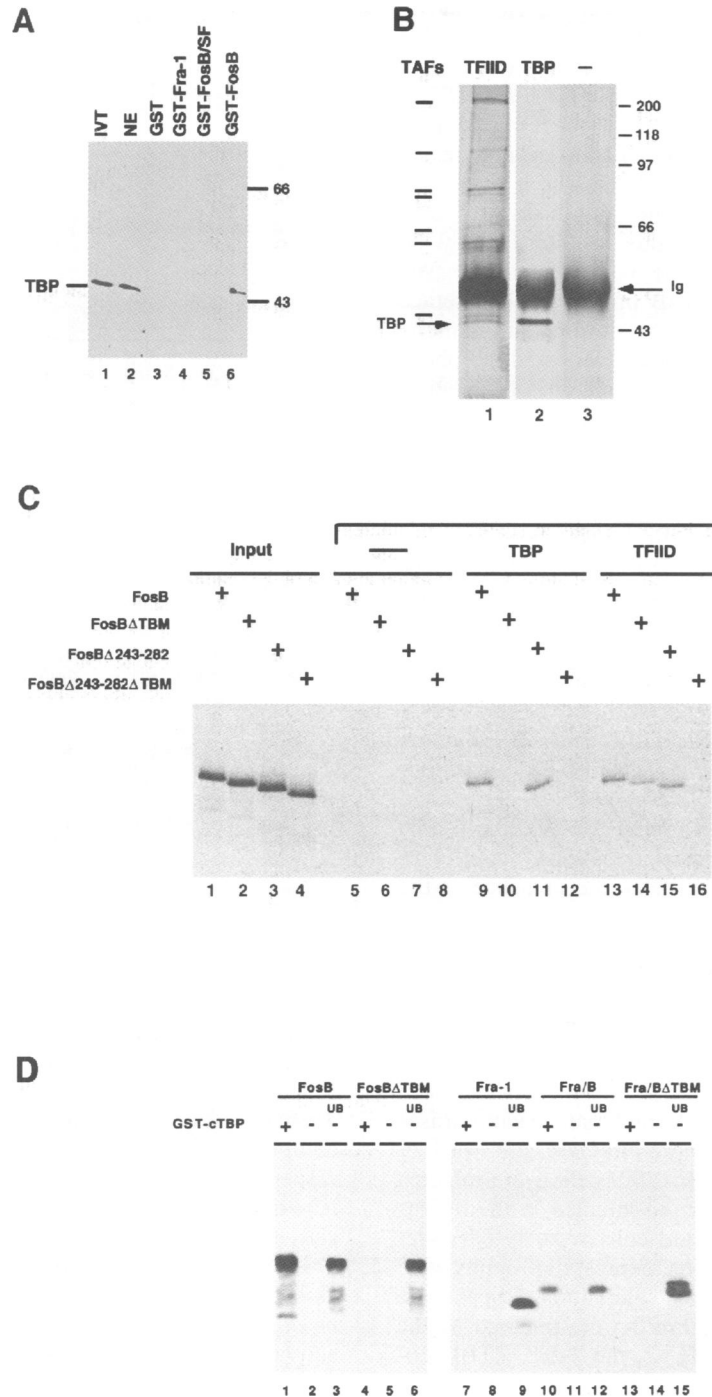 A
IVT NE GST GST-Fra-1 GST-FosB/SF GST-FosB
66
TBP
43
1 2 3 4 5 6
B
TAFs TFIID TBP –
200
118
97
66
Ig
TBP
43
1 2 3
C
Input — TBP TFIID
FosB + + + +
FosBΔTBM + + + +
FosBΔ243-282 + + + +
FosBΔ243-282ΔTBM + + + +
1 2 3 4 5 6 7 8 9 10 11 12 13 14 15 16
D
FosB FosBΔTBM Fra-1 Fra/B Fra/BΔTBM
UB UB UB UB UB
GST-cTBP + - - + - - + - - + - - + - -
1 2 3 4 5 6 7 8 9 10 11 12 13 14 15